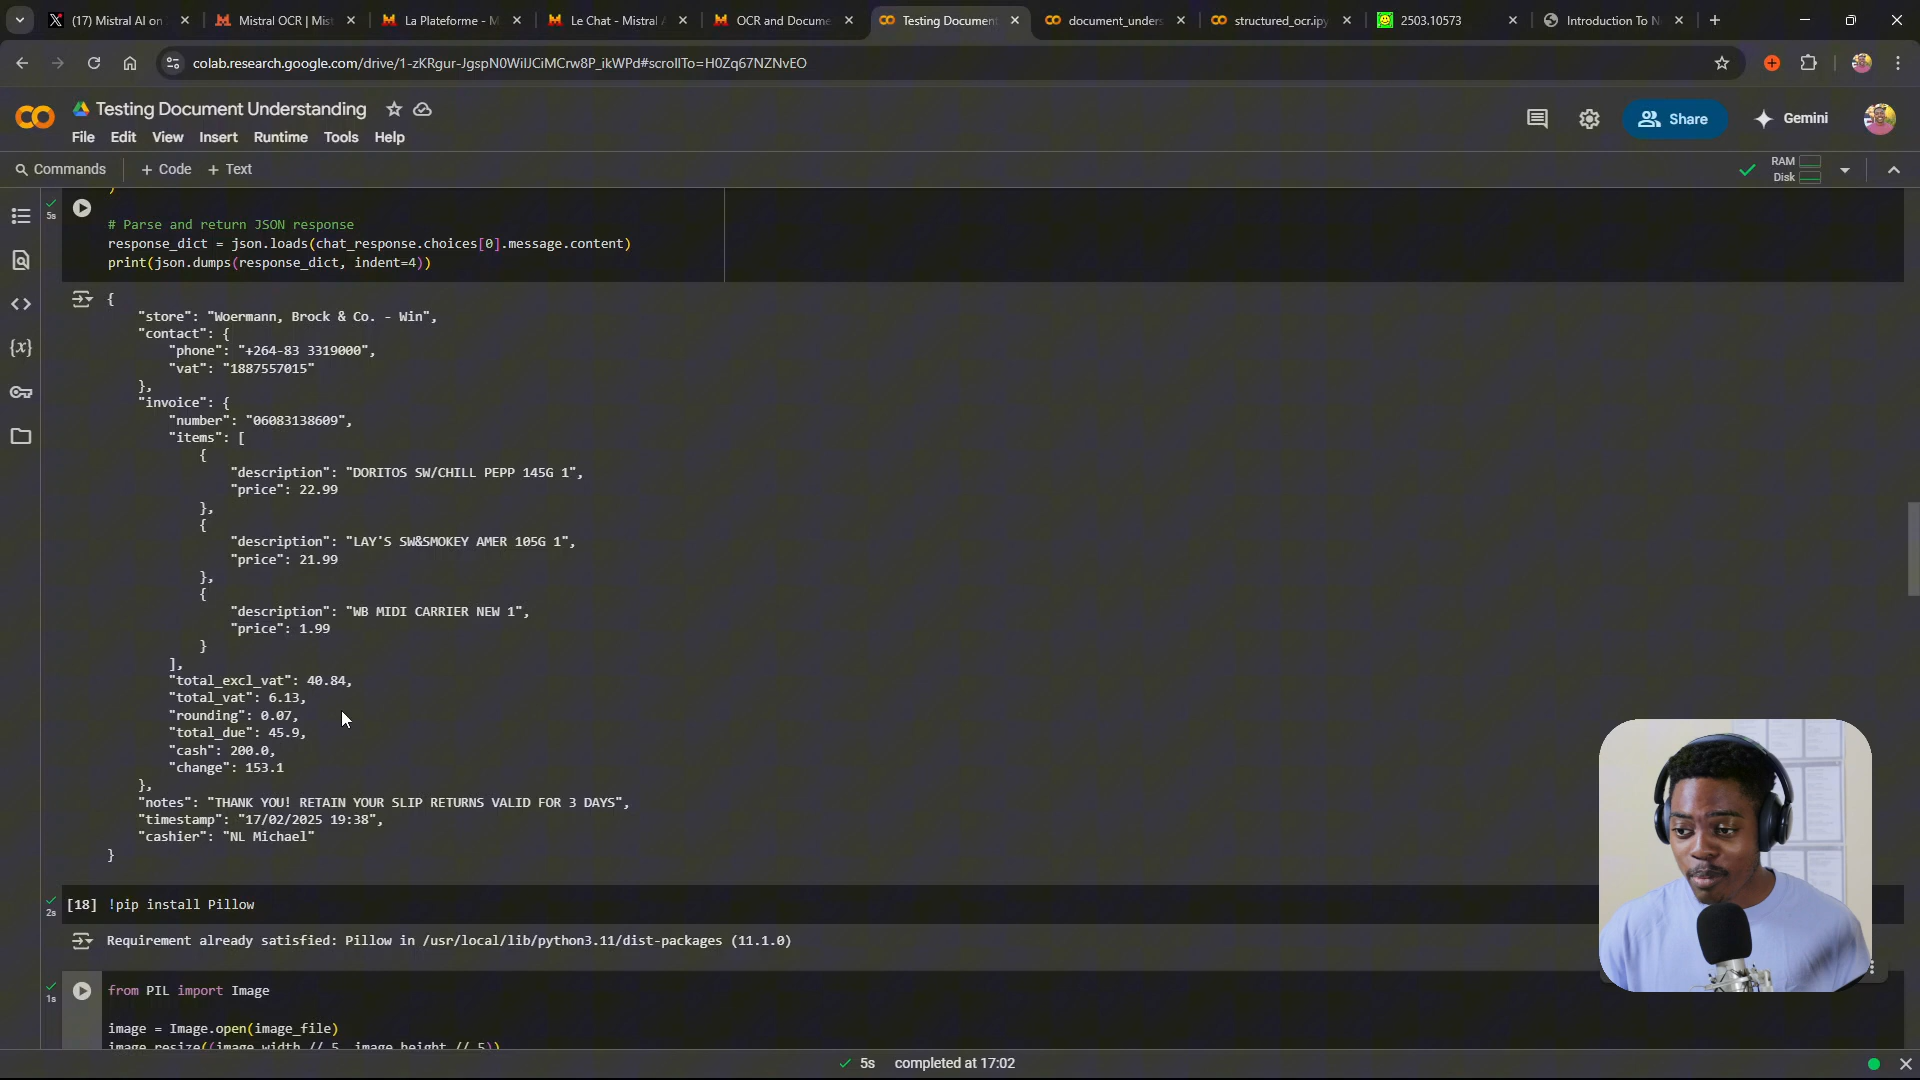 (17) Mistral AI on
Mistral OCR | Mis
La Plateforme - M
Le Chat - Mistral
OCR and Docume
Testing Document
document_unders
structured_ocr.ipy
2503.10573
Introduction To N
colab.research.google.com/drive/1-zKRgur-JgspN0WiIJCiMCrw8P_ikWPd#scrollTo=H0Zq67NZNvEO
Testing Document Understanding
File Edit View Insert Runtime Tools Help
Share
Gemini
Commands + Code + Text
RAM
Disk
5s
)
# Parse and return JSON response
response_dict = json.loads(chat_response.choices[0].message.content)
print(json.dumps(response_dict, indent=4))
{
"store": "Woermann, Brock & Co. - Win",
"contact": {
"phone": "+264-83 3319000",
"vat": "1887557015"
},
"invoice": {
"number": "06083138609",
"items": [
{
"description": "DORITOS SW/CHILL PEPP 145G 1",
"price": 22.99
},
{
"description": "LAY'S SW&SMOKEY AMER 105G 1",
"price": 21.99
},
{
"description": "WB MIDI CARRIER NEW 1",
"price": 1.99
}
],
"total_excl_vat": 40.84,
"total_vat": 6.13,
"rounding": 0.07,
"total_due": 45.9,
"cash": 200.0,
"change": 153.1
},
"notes": "THANK YOU! RETAIN YOUR SLIP RETURNS VALID FOR 3 DAYS",
"timestamp": "17/02/2025 19:38",
"cashier": "NL Michael"
}
2s
[18] !pip install Pillow
Requirement already satisfied: Pillow in /usr/local/lib/python3.11/dist-packages (11.1.0)
1s
from PIL import Image
image = Image.open(image_file)
image.resize((image.width // 5, image.height // 5))
5s completed at 17:02